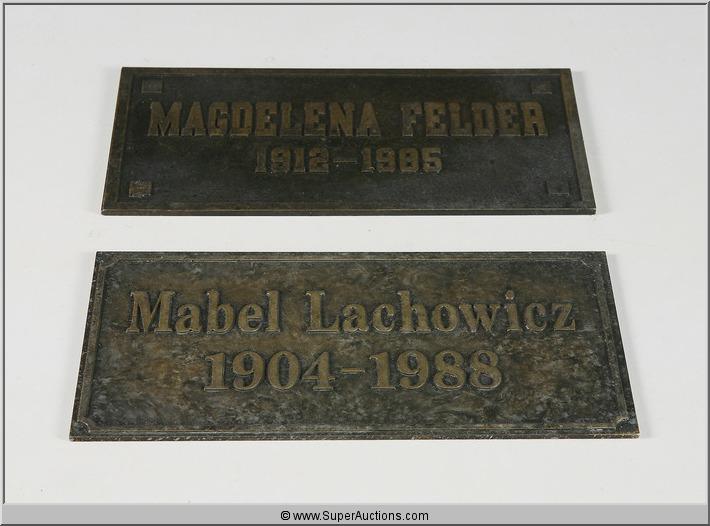 MAGDELENA FELDER
1912-1985
Mabel Lachowicz
1904-1988
© www.SuperAuctions.com